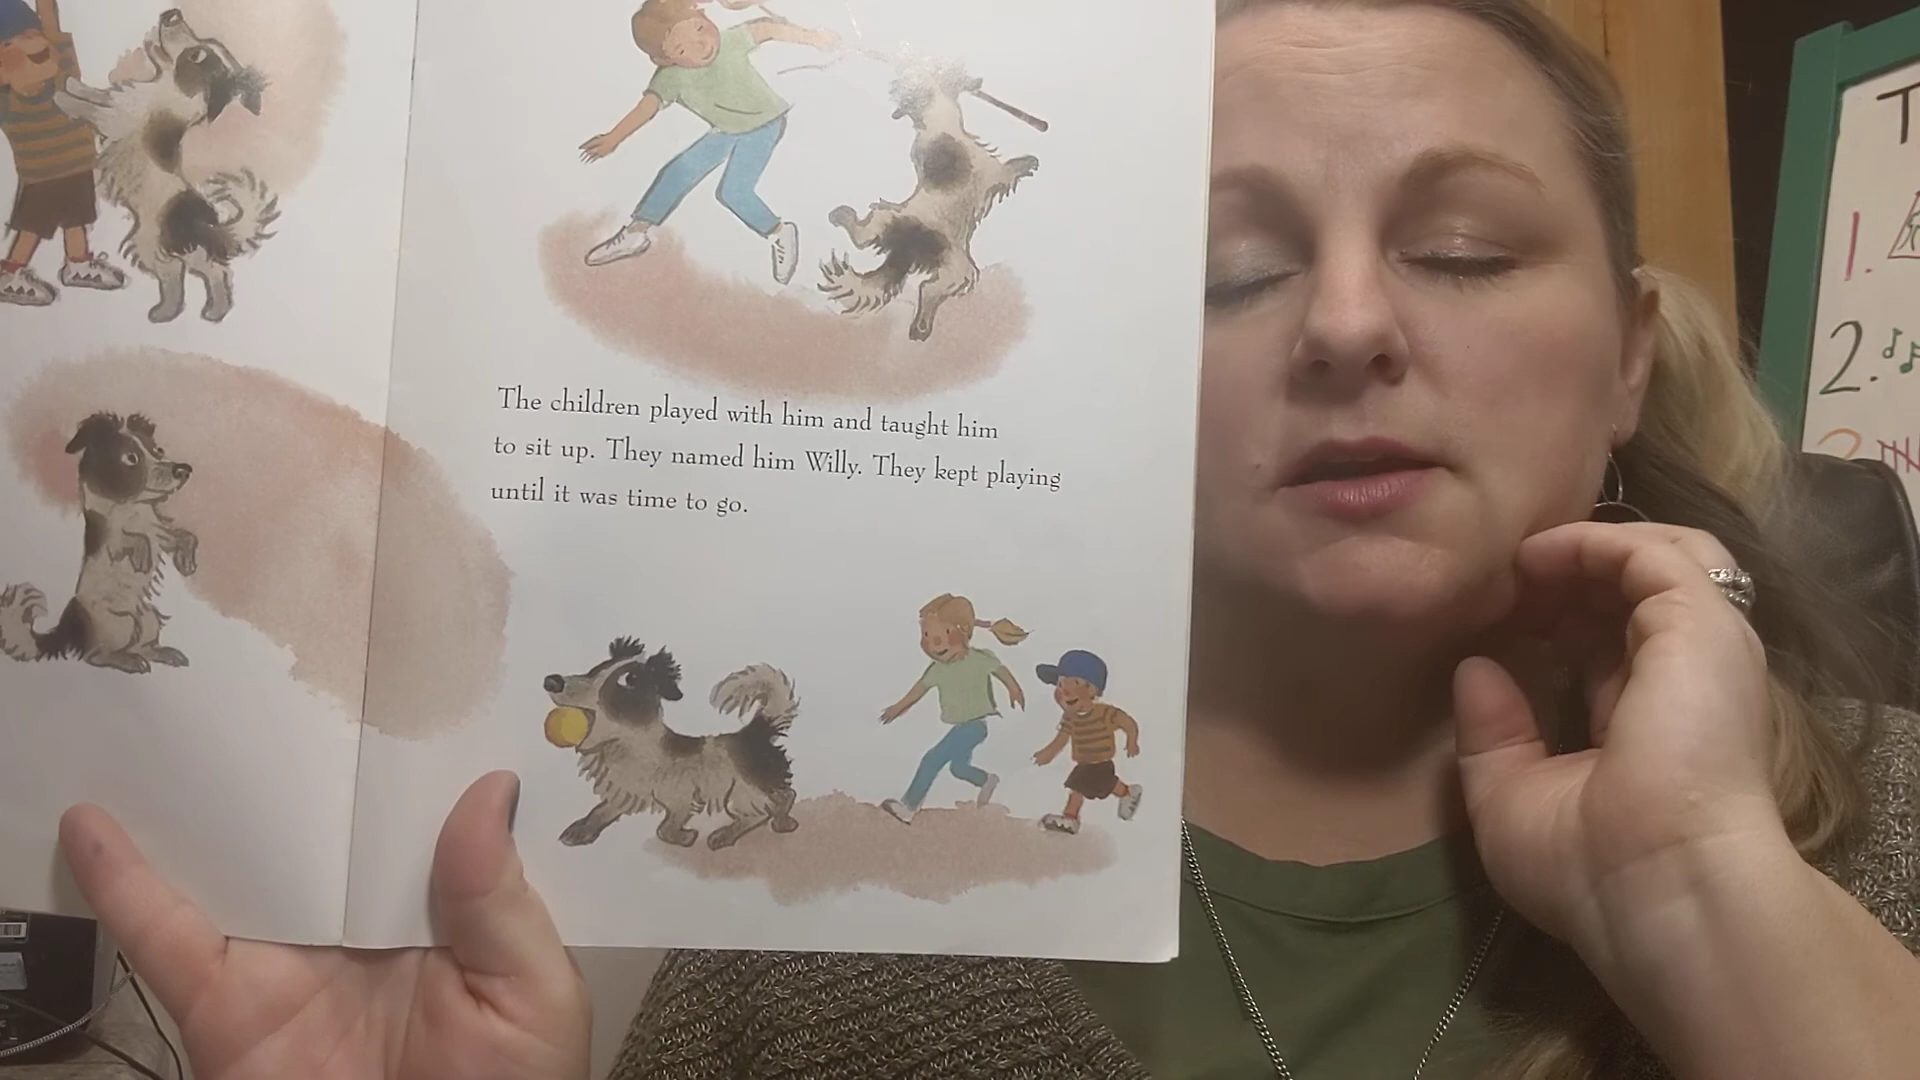 The children played with him and taught him
to sit up. They named him Willy. They kept playing
until it was time to go.
T
1.
2.